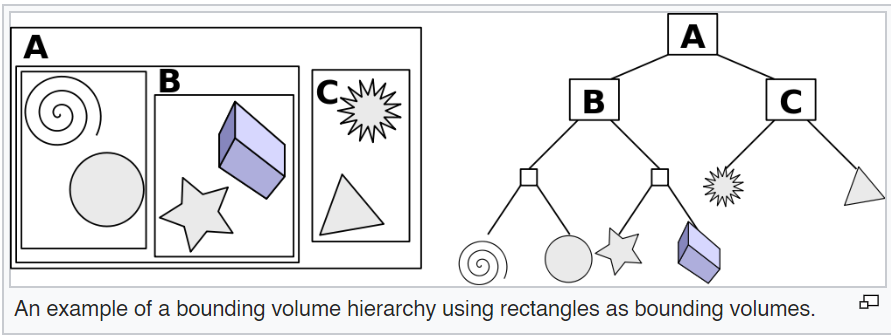 A
B
C
A
B
C
An example of a bounding volume hierarchy using rectangles as bounding volumes.